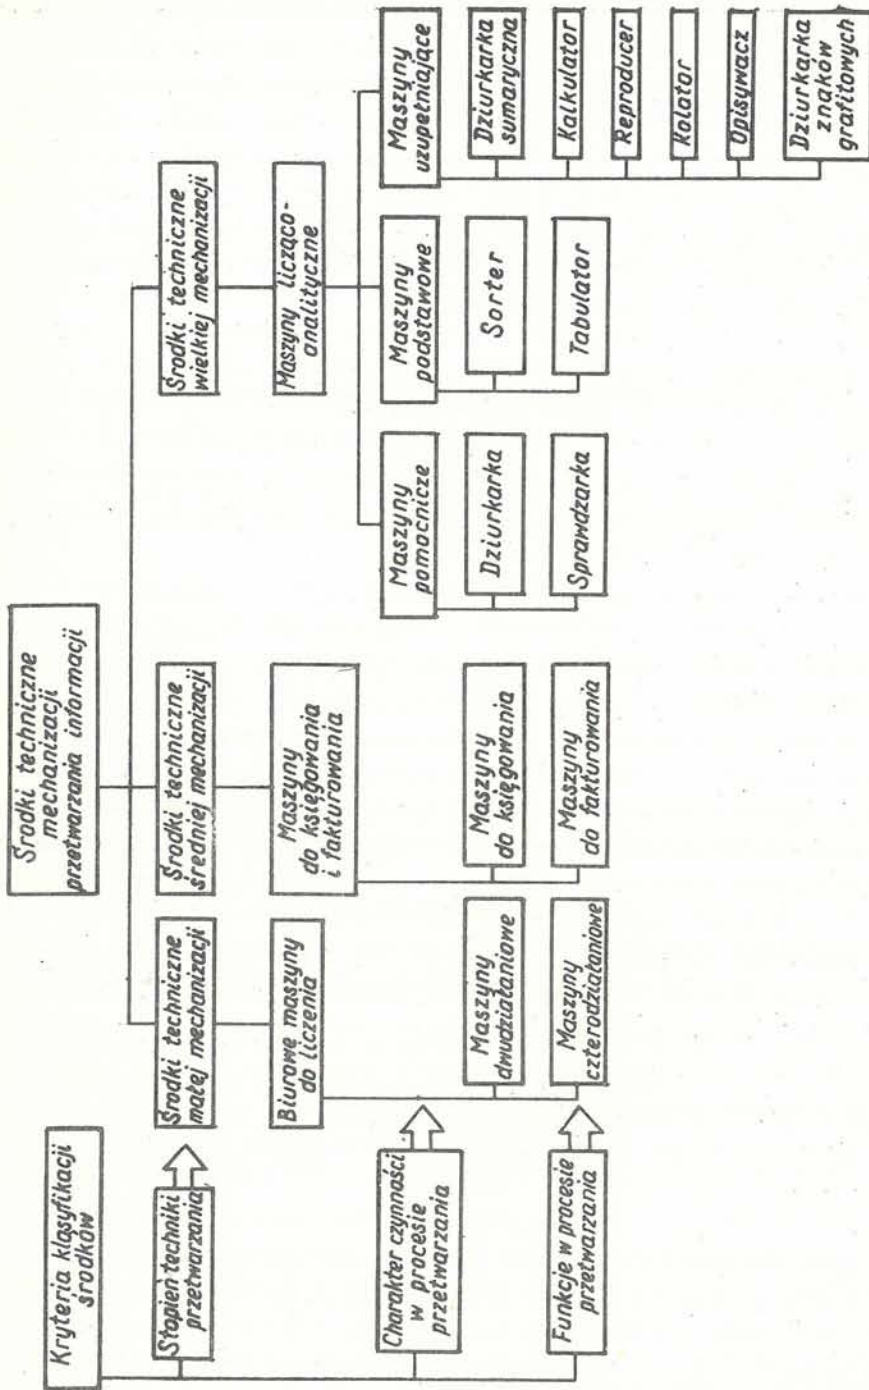 Środki techniczne
mechanizacji
przetwarzania informacji
Kryteria klasyfikacji
środków
Stopień techniki
przetwarzania
Środki techniczne
małej mechanizacji
Środki techniczne
średniej mechanizacji
Środki techniczne
wielkiej mechanizacji
Biurowe maszyny
do liczenia
Maszyny
do księgowania
i fakturowania
Maszyny licząco-
analityczne
Charakter czynności
w procesie
przetwarzania
Maszyny
pomocnicze
Maszyny
podstawowe
Maszyny
uzupełniające
Funkcje w procesie
przetwarzania
Maszyny
dwudziałaniowe
Maszyny
czterodziałaniowe
Maszyny
do księgowania
Maszyny
do fakturowania
Dziurkarka
Sprawdzarka
Sorter
Tabulator
Dziurkarka
sumaryczna
Kalkulator
Reproducer
Kolator
Opisywacz
Dziurkarka
znaków
grafitowych